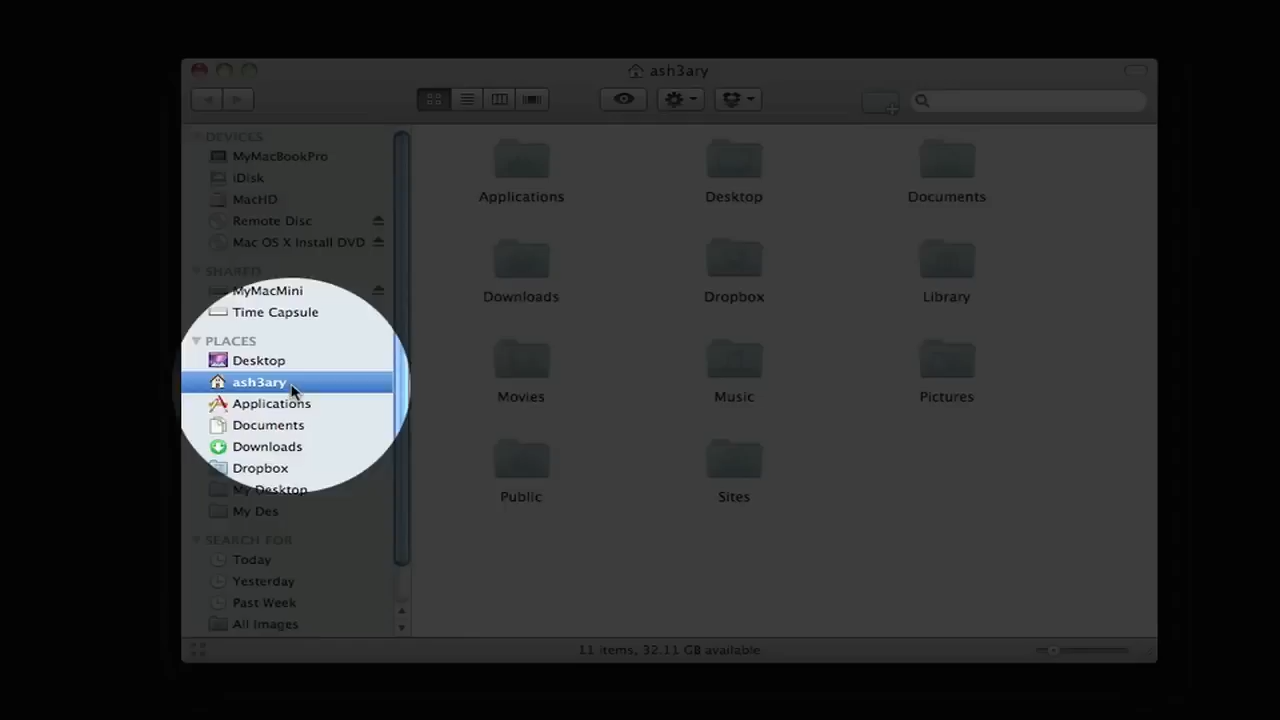 ash3ary
DEVICES
MyMacBookPro
iDisk
MacHD
Remote Disc
Mac OS X Install DVD
SHARED
MyMacMini
Time Capsule
PLACES
Desktop
ash3ary
Applications
Documents
Downloads
Dropbox
My Desktop
My Des
SEARCH FOR
Today
Yesterday
Past Week
All Images
Applications Desktop Documents
Downloads Dropbox Library
Movies Music Pictures
Public Sites
11 items, 32.11 GB available